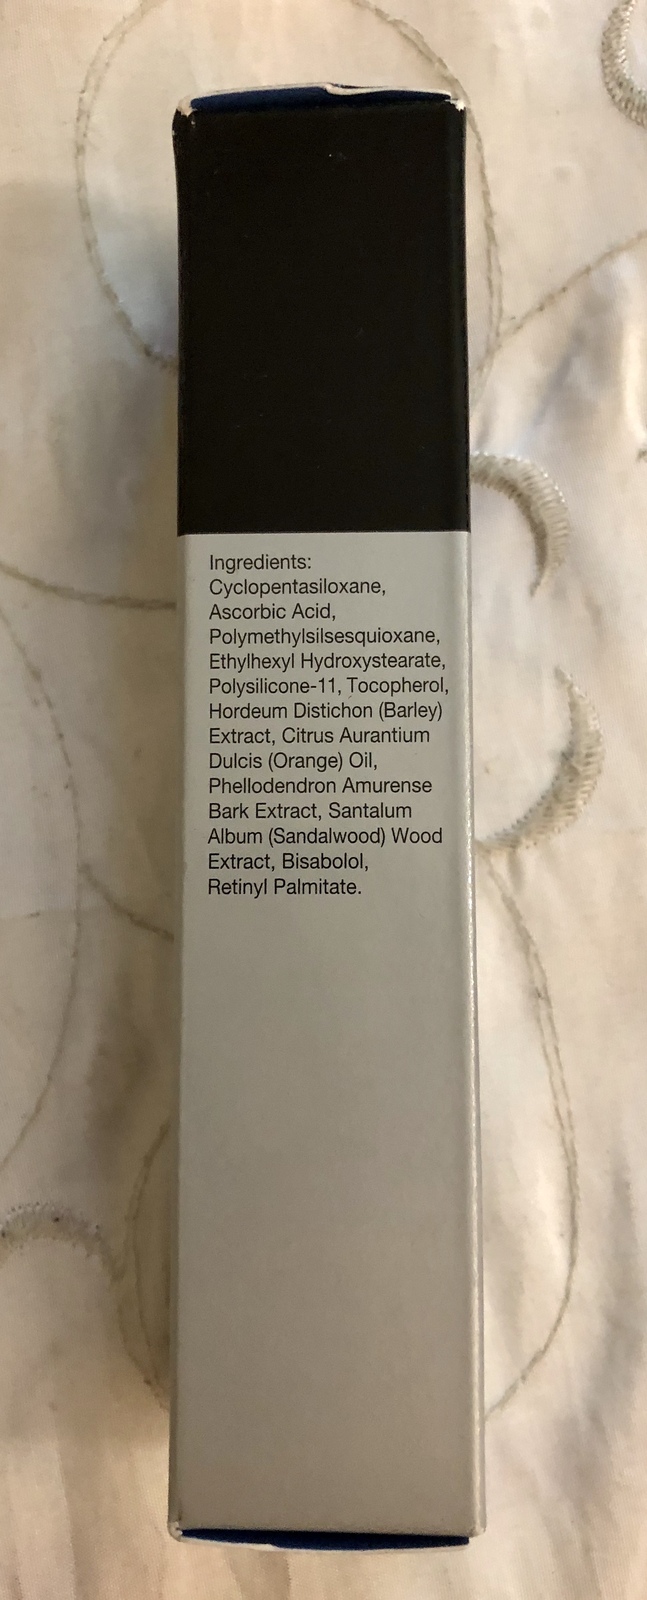 Ingredients:
Cyclopentasiloxane,
Ascorbic Acid,
Polymethylsilsesquioxane,
Ethylhexyl Hydroxystearate,
Polysilicone-11, Tocopherol,
Hordeum Distichon (Barley)
Extract, Citrus Aurantium
Dulcis (Orange) Oil,
Phellodendron Amurense
Bark Extract, Santalum
Album (Sandalwood) Wood
Extract, Bisabolol,
Retinyl Palmitate.